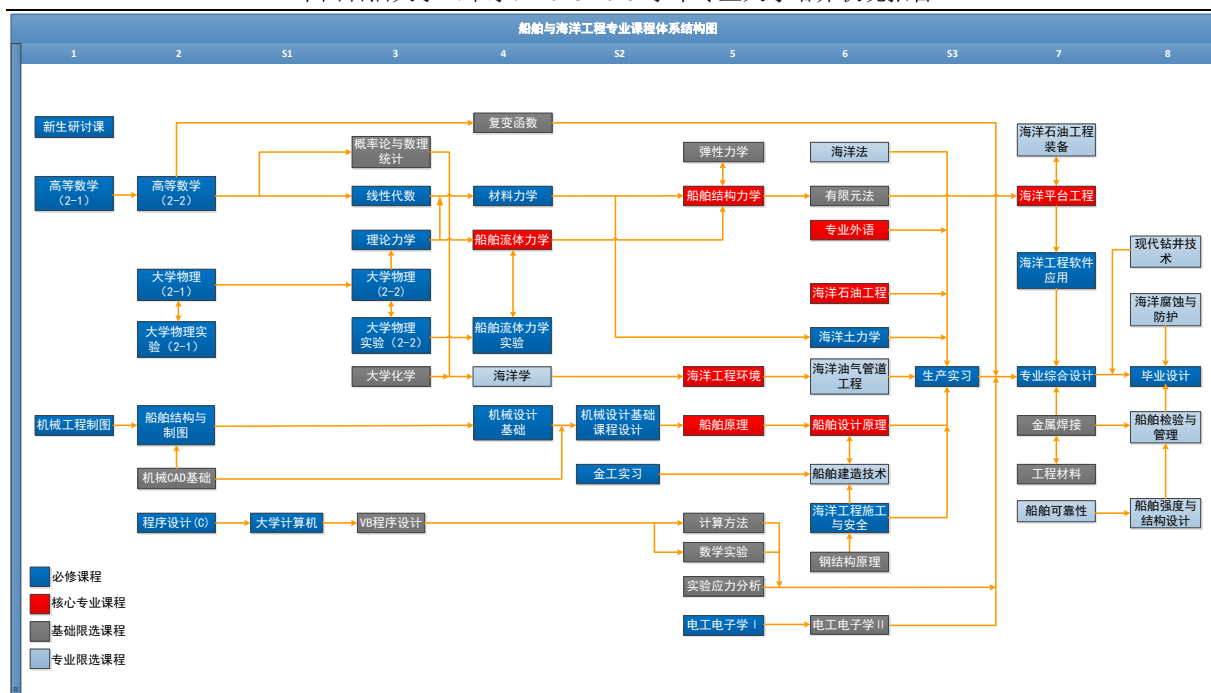 船舶与海洋工程专业课程体系结构图
1 2 S1 3 4 S2 5 6 S3 7 8
新生研讨课
复变函数
概率论与数理
统计
弹性力学
海洋法
海洋石油工程
装备
高等数学
(2-1)
高等数学
(2-2)
线性代数
材料力学
船舶结构力学
有限元法
海洋平台工程
专业外语
理论力学
船舶流体力学
现代钻井技
术
海洋工程软件
应用
大学物理
(2-1)
大学物理
(2-2)
海洋石油工程
海洋腐蚀与
防护
大学物理实
验(2-1)
大学物理
实验(2-2)
船舶流体力学
实验
海洋土力学
大学化学
海洋学
海洋工程环境
海洋油气管道
工程
生产实习
专业综合设计
毕业设计
机械工程制图
船舶结构与
制图
机械设计
基础
机械设计基础
课程设计
船舶原理
船舶设计原理
金属焊接
船舶检验与
管理
机械CAD基础
金工实习
船舶建造技术
工程材料
程序设计(C)
大学计算机
VB程序设计
计算方法
海洋工程施工
与安全
船舶可靠性
船舶强度与
结构设计
数学实验
钢结构原理
实验应力分析
电工电子学Ⅰ
电工电子学Ⅱ
必修课程
核心专业课程
基础限选课程
专业限选课程